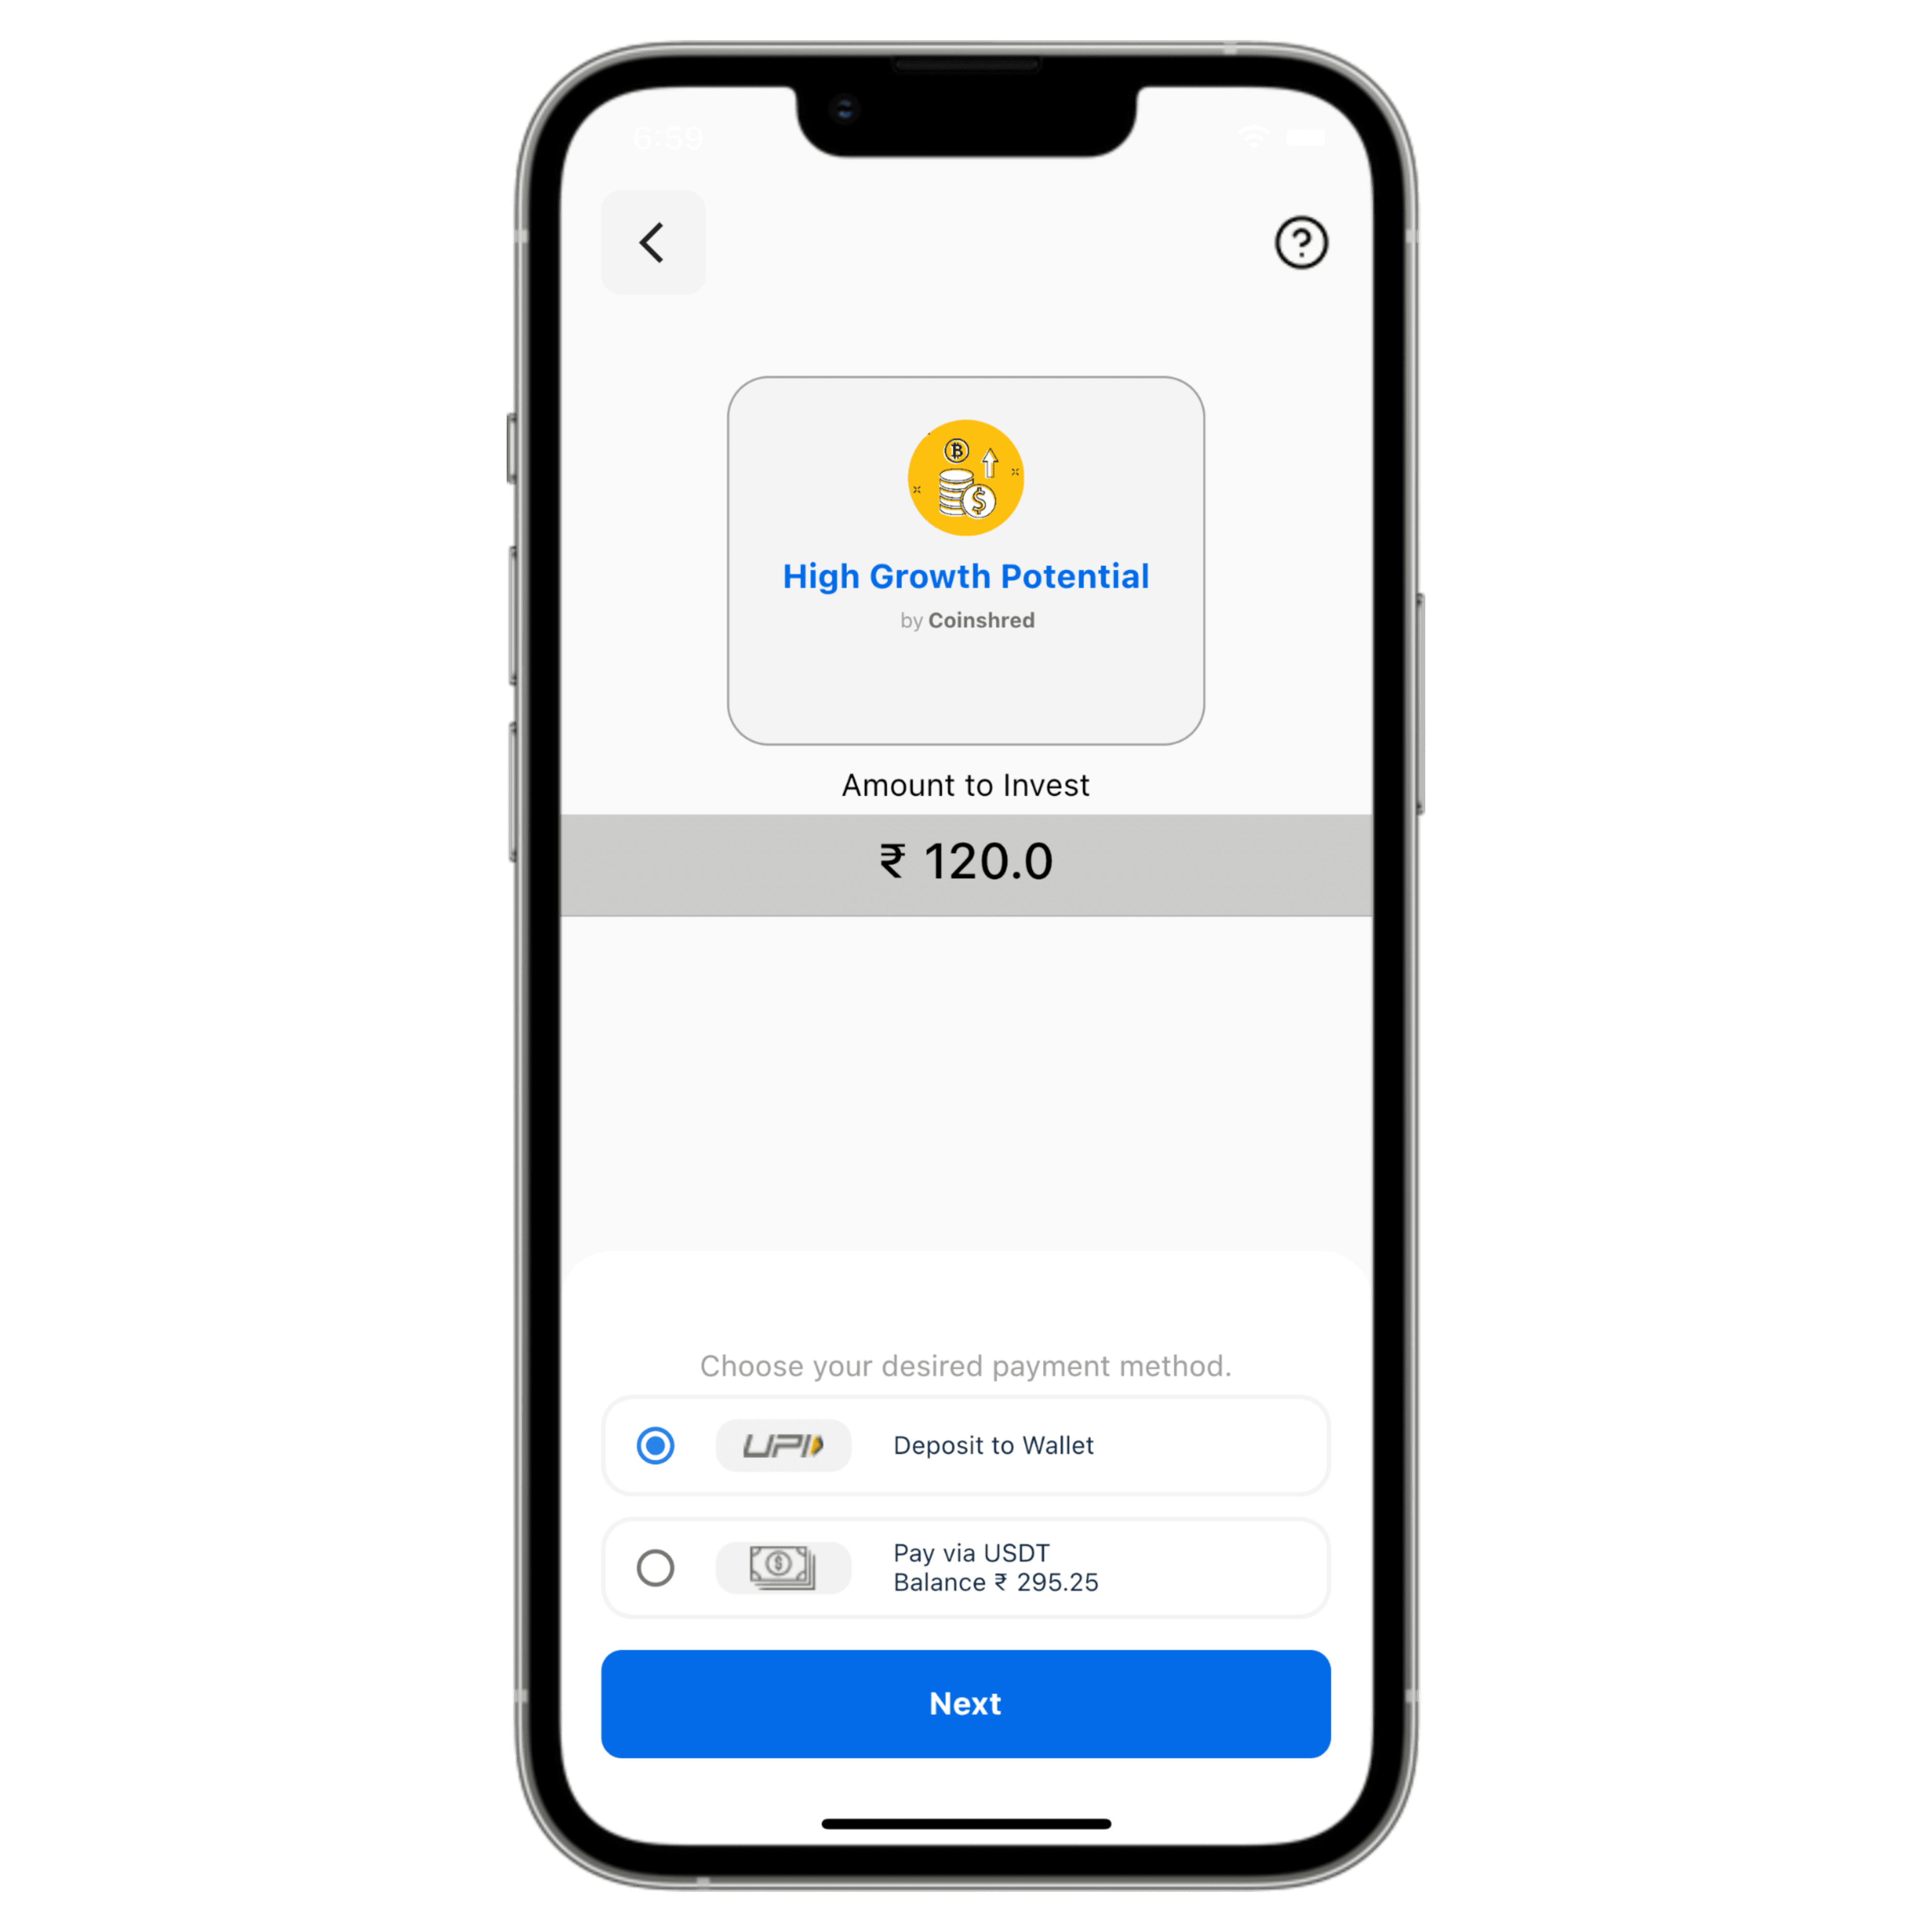 6:59
High Growth Potential
by Coinshred
Amount to Invest
₹ 120.0
Choose your desired payment method.
UPI
Deposit to Wallet
Pay via USDT
Balance ₹ 295.25
Next